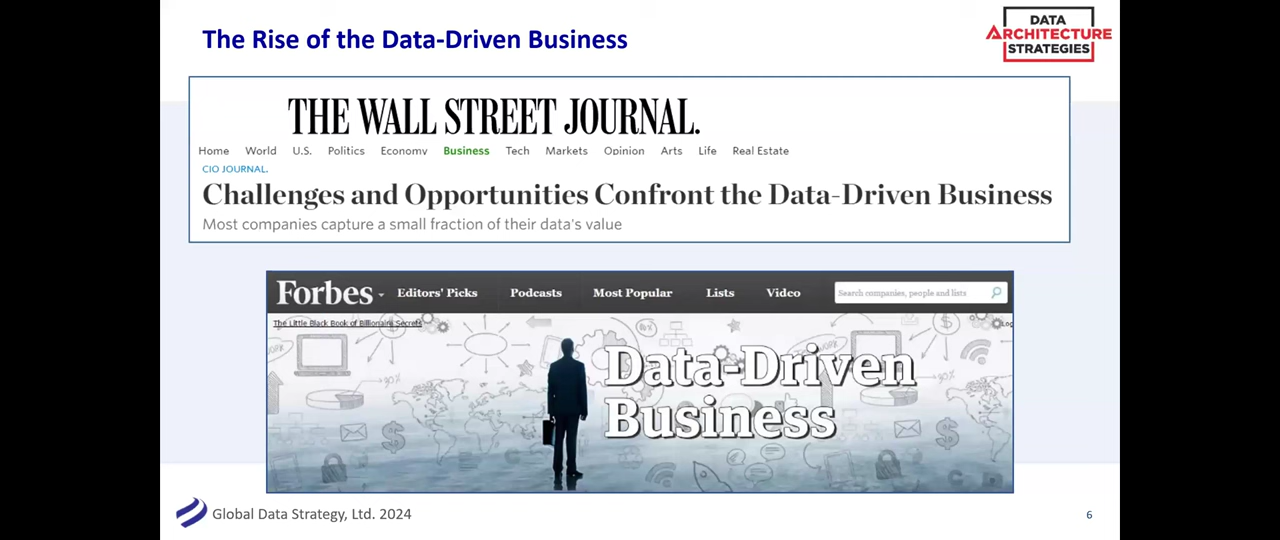 The Rise of the Data-Driven Business
DATA
ARCHITECTURE
STRATEGIES
THE WALL STREET JOURNAL.
Home World U.S. Politics Economy Business Tech Markets Opinion Arts Life Real Estate
CIO JOURNAL.
Challenges and Opportunities Confront the Data-Driven Business
Most companies capture a small fraction of their data's value
Forbes Editors' Picks Podcasts Most Popular Lists Video Search companies, people and lists
The Little Black Book of Billionaire Secrets
Log
Data-Driven
Business
Global Data Strategy, Ltd. 2024
6